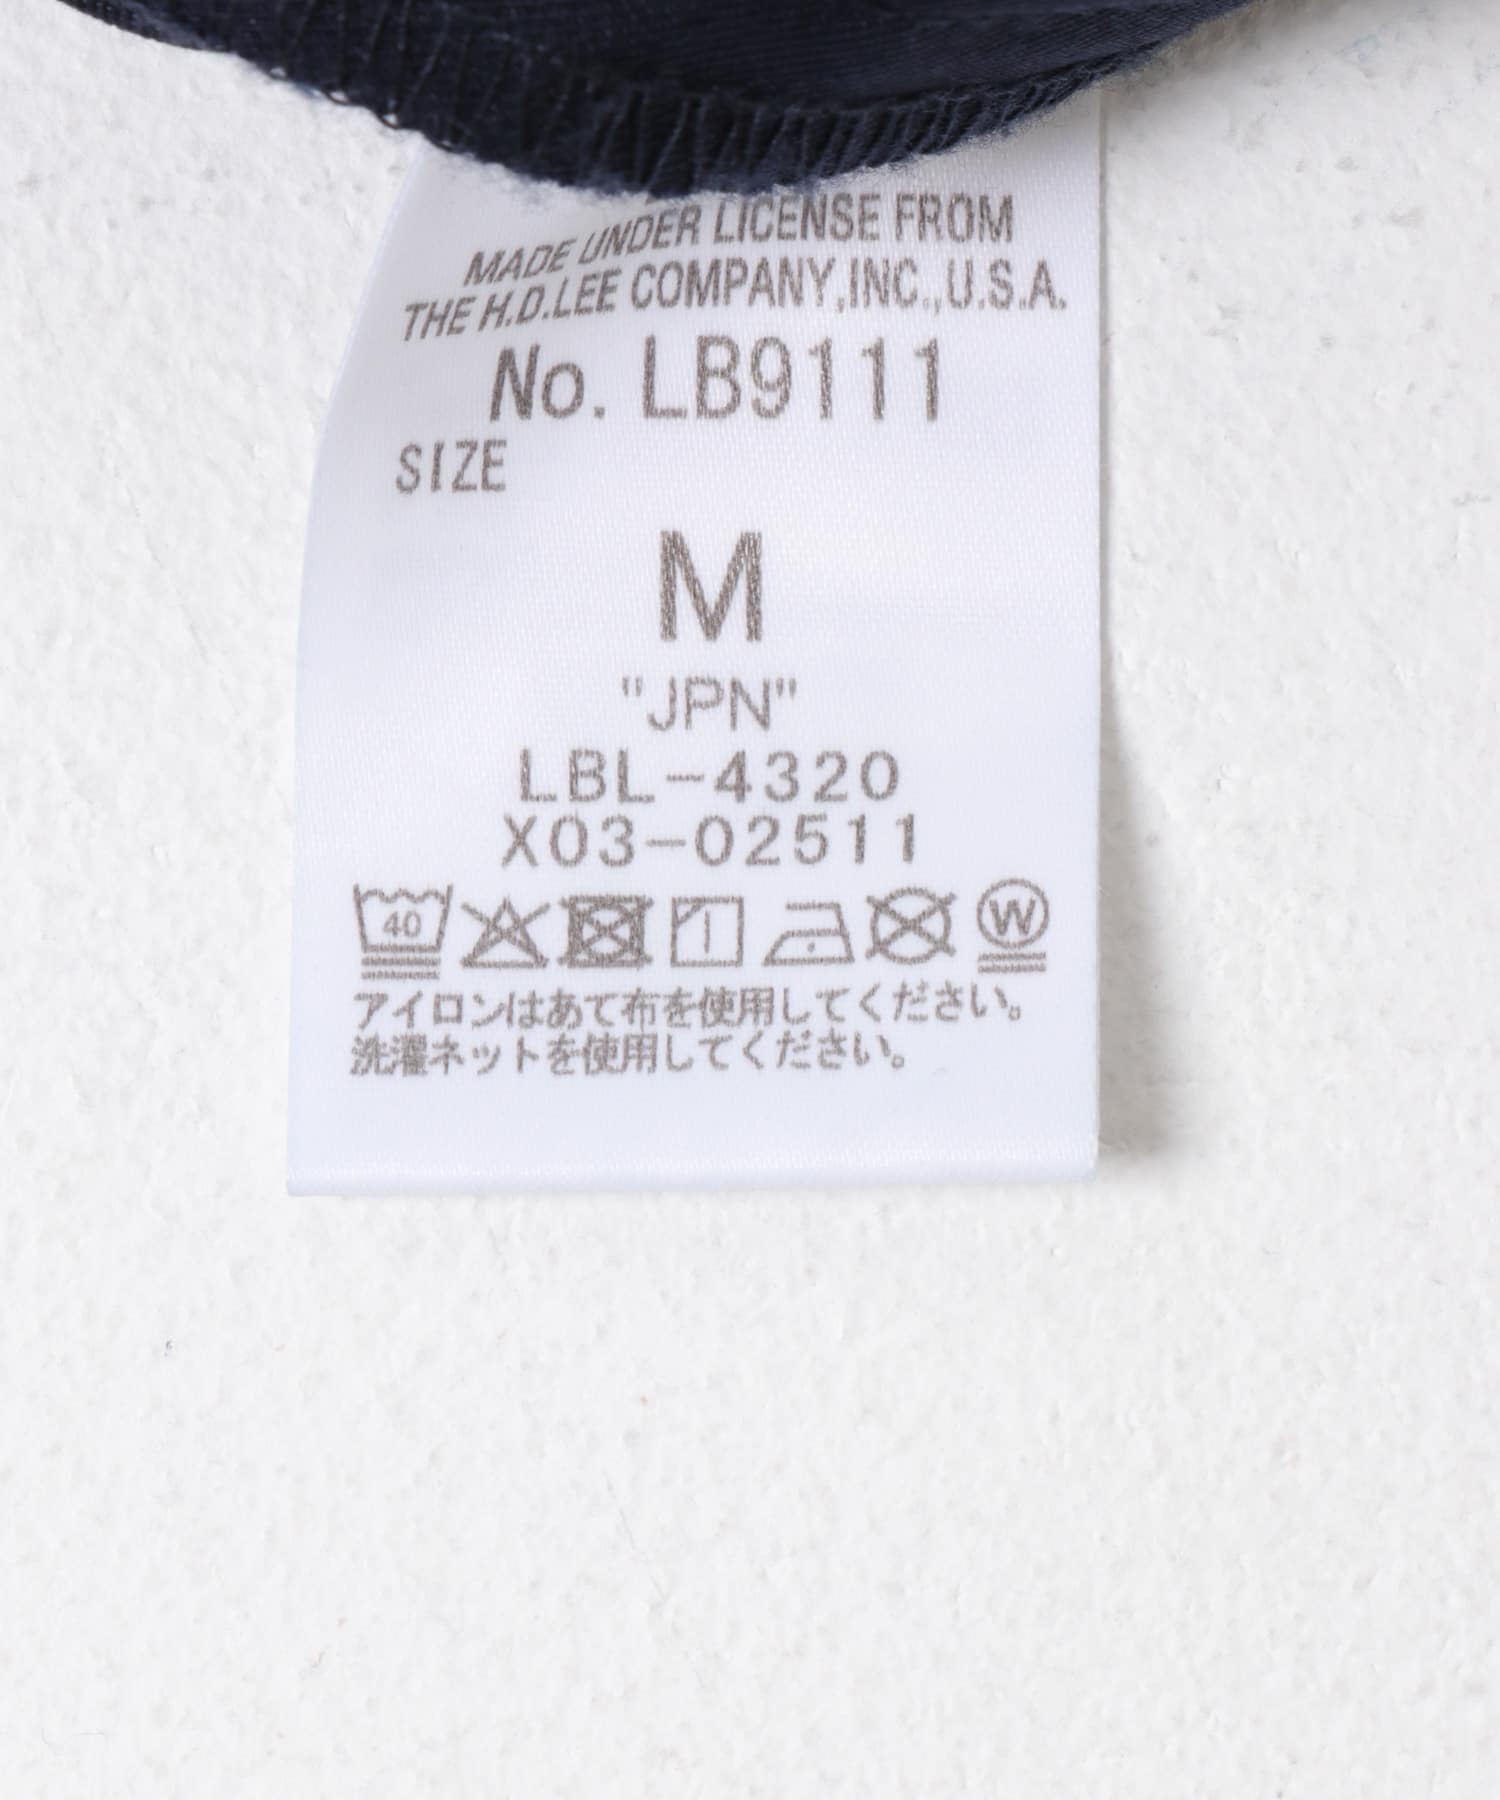 MADE UNDER LICENSE FROM
THE H.D.LEE COMPANY,INC.,U.S.A.
No. LB9111
SIZE
M
"JPN"
LBL-4320
X03-02511
40 W
アイロンはあて布を使用してください。
洗濯ネットを使用してください。